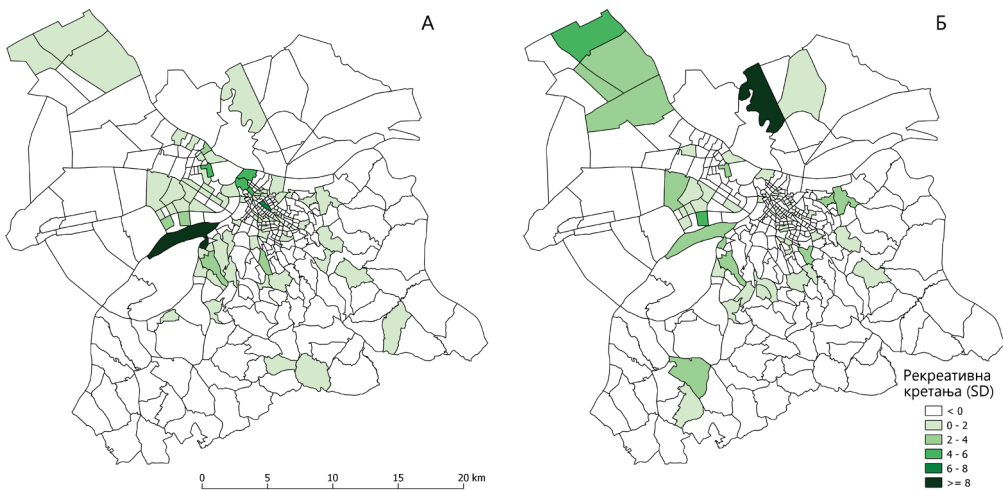 А
Б
Рекреативна
кретања (SD)
< 0
0 - 2
2 - 4
4 - 6
6 - 8
>= 8
0 5 10 15 20 km